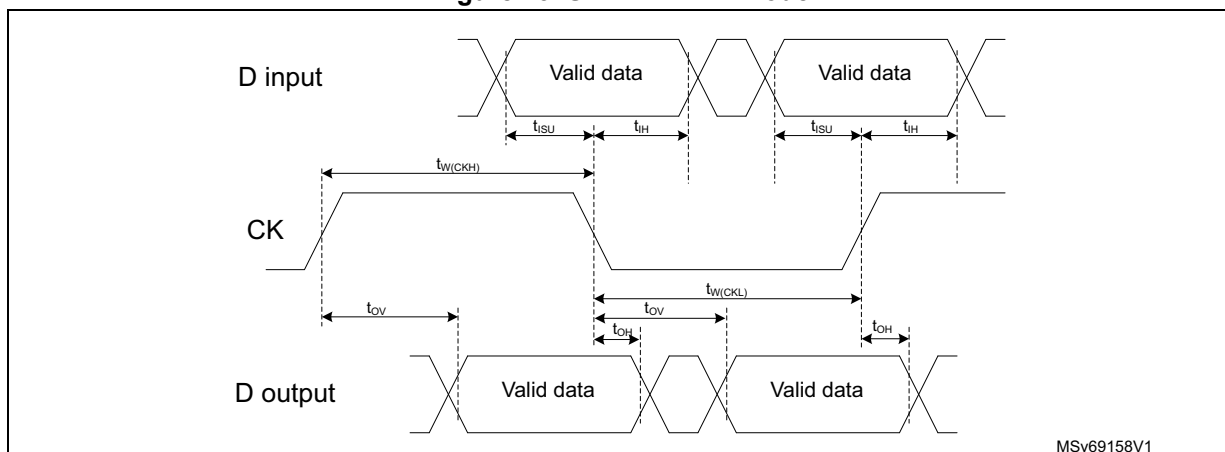 D input
Valid data
Valid data
tISU
tIH
tISU
tIH
tW(CKH)
CK
tW(CKL)
tOV
tOV
tOH
tOH
D output
Valid data
Valid data
MSv69158V1